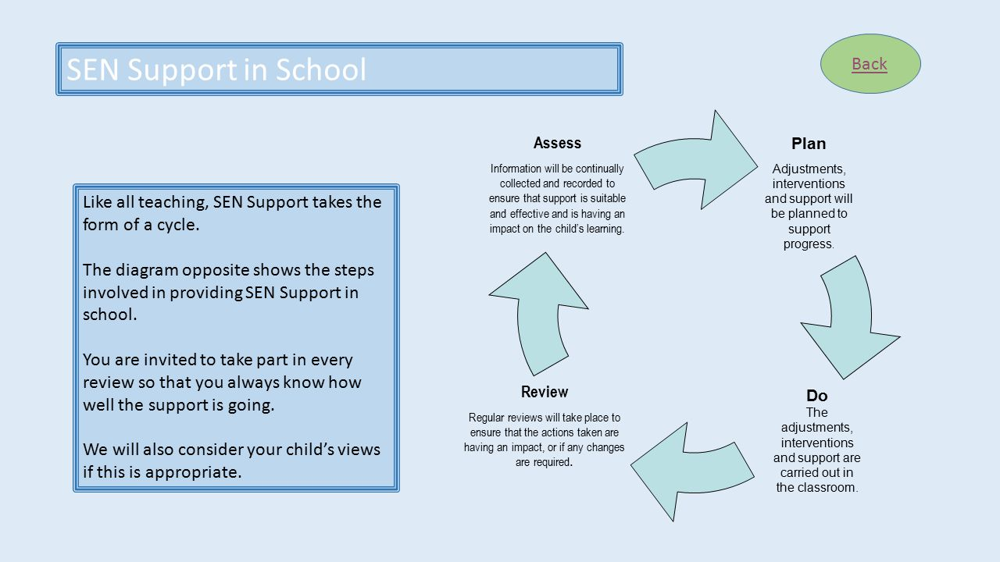 SEN Support in School
Back
Like all teaching, SEN Support takes the
form of a cycle.
The diagram opposite shows the steps
involved in providing SEN Support in
school.
You are invited to take part in every
review so that you always know how
well the support is going.
We will also consider your child’s views
if this is appropriate.
Assess
Information will be continually
collected and recorded to
ensure that support is suitable
and effective and is having an
impact on the child’s learning.
Plan
Adjustments,
interventions
and support will
be planned to
support
progress.
Do
The
adjustments,
interventions
and support are
carried out in
the classroom.
Review
Regular reviews will take place to
ensure that the actions taken are
having an impact, or if any changes
are required.